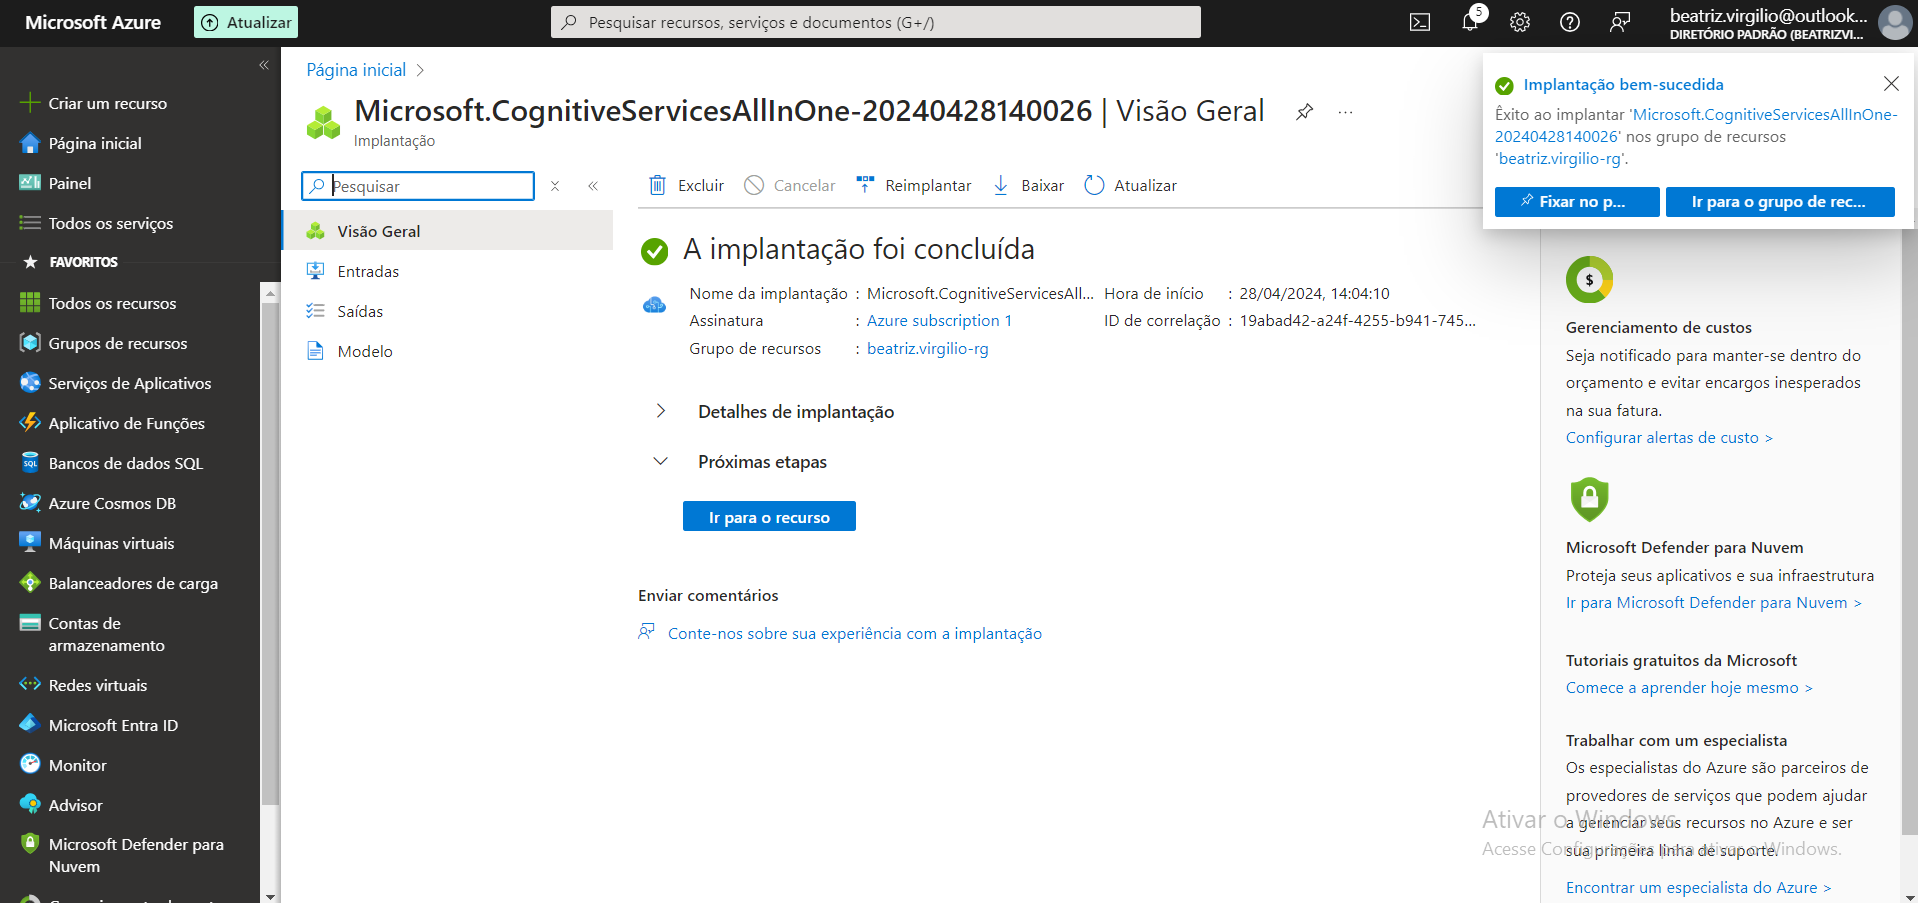 Microsoft Azure
Atualizar
Pesquisar recursos, serviços e documentos (G+/)
5
beatriz.virgilio@outlook...
DIRETÓRIO PADRÃO (BEATRIZVI...
Criar um recurso
Página inicial
Painel
Todos os serviços
FAVORITOS
Todos os recursos
Grupos de recursos
Serviços de Aplicativos
Aplicativo de Funções
Bancos de dados SQL
Azure Cosmos DB
Máquinas virtuais
Balanceadores de carga
Contas de
armazenamento
Redes virtuais
Microsoft Entra ID
Monitor
Advisor
Microsoft Defender para
Nuvem
Página inicial >
Microsoft.CognitiveServicesAllInOne-20240428140026 | Visão Geral
Implantação
Pesquisar
Visão Geral
Entradas
Saídas
Modelo
Excluir
Cancelar
Reimplantar
Baixar
Atualizar
A implantação foi concluída
Nome da implantação : Microsoft.CognitiveServicesAll...
Assinatura : Azure subscription 1
Grupo de recursos : beatriz.virgilio-rg
Hora de início : 28/04/2024, 14:04:10
ID de correlação : 19abad42-a24f-4255-b941-745...
Detalhes de implantação
Próximas etapas
Ir para o recurso
Enviar comentários
Conte-nos sobre sua experiência com a implantação
Implantação bem-sucedida
Êxito ao implantar 'Microsoft.CognitiveServicesAllInOne-
20240428140026' nos grupo de recursos
'beatriz.virgilio-rg'.
Fixar no p...
Ir para o grupo de rec...
$
Gerenciamento de custos
Seja notificado para manter-se dentro do
orçamento e evitar encargos inesperados
na sua fatura.
Configurar alertas de custo >
Microsoft Defender para Nuvem
Proteja seus aplicativos e sua infraestrutura
Ir para Microsoft Defender para Nuvem >
Tutoriais gratuitos da Microsoft
Comece a aprender hoje mesmo >
Trabalhar com um especialista
Os especialistas do Azure são parceiros de
provedores de serviços que podem ajudar
a gerenciar seus recursos no Azure e ser
sua primeira linha de suporte.
Encontrar um especialista do Azure >
Ativar o Windows
Acesse Configurações para ativar o Windows.